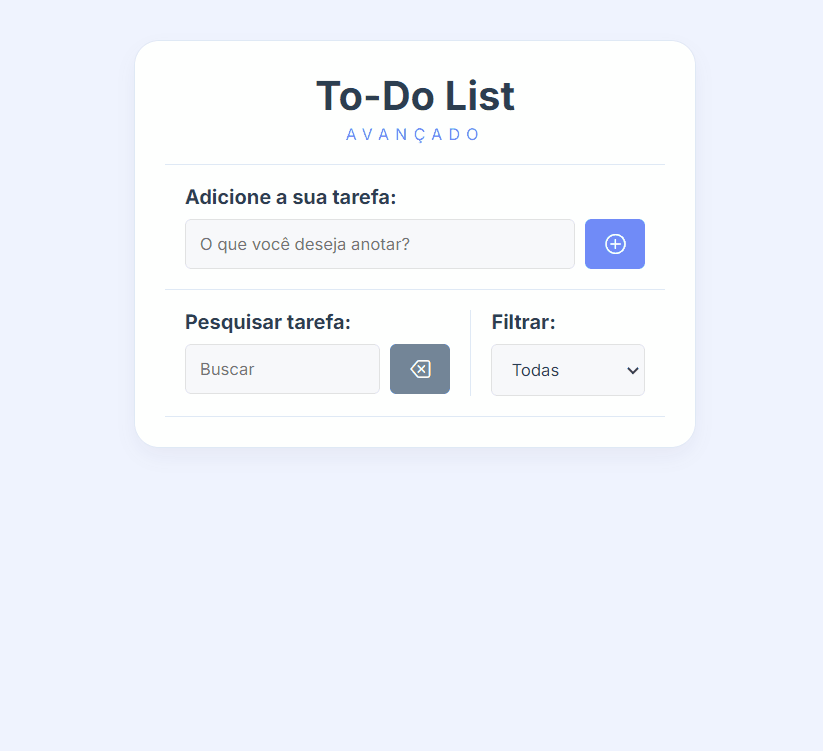 To-Do List
AVANÇADO
Adicione a sua tarefa:
O que você deseja anotar?
Pesquisar tarefa:
Buscar
Filtrar:
Todas